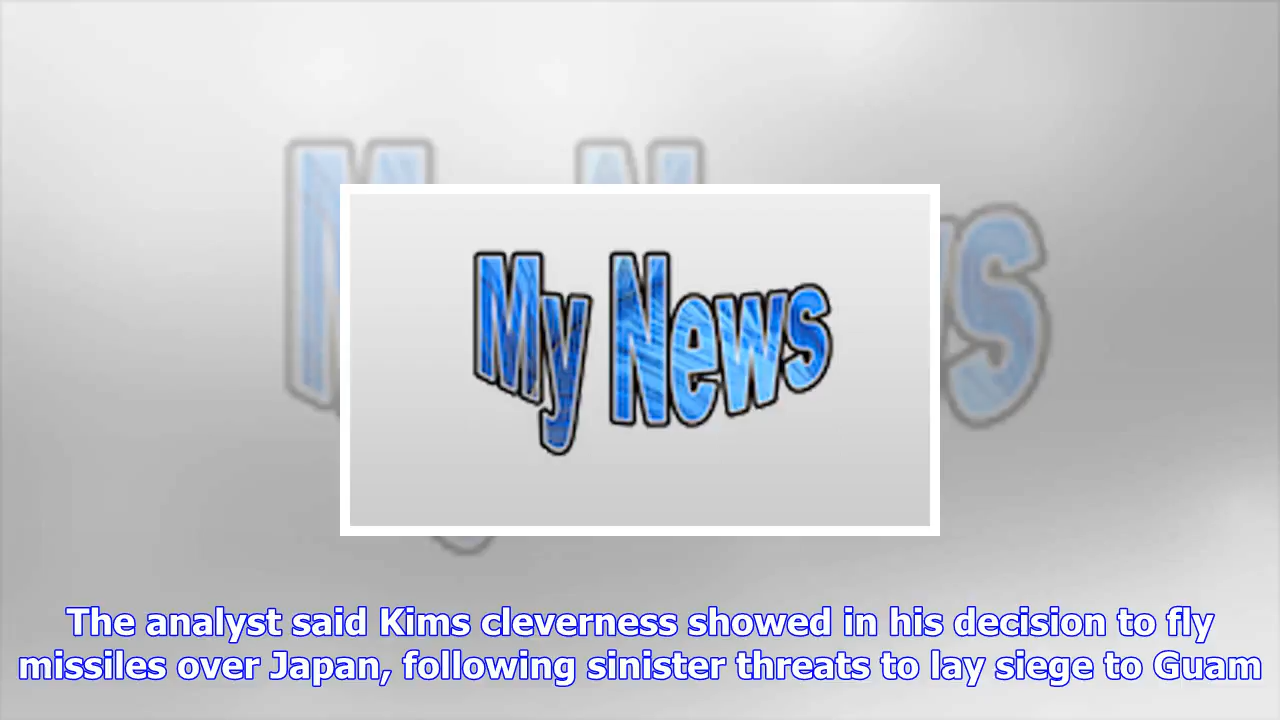 My News
The analyst said Kims cleverness showed in his decision to fly
missiles over Japan, following sinister threats to lay siege to Guam